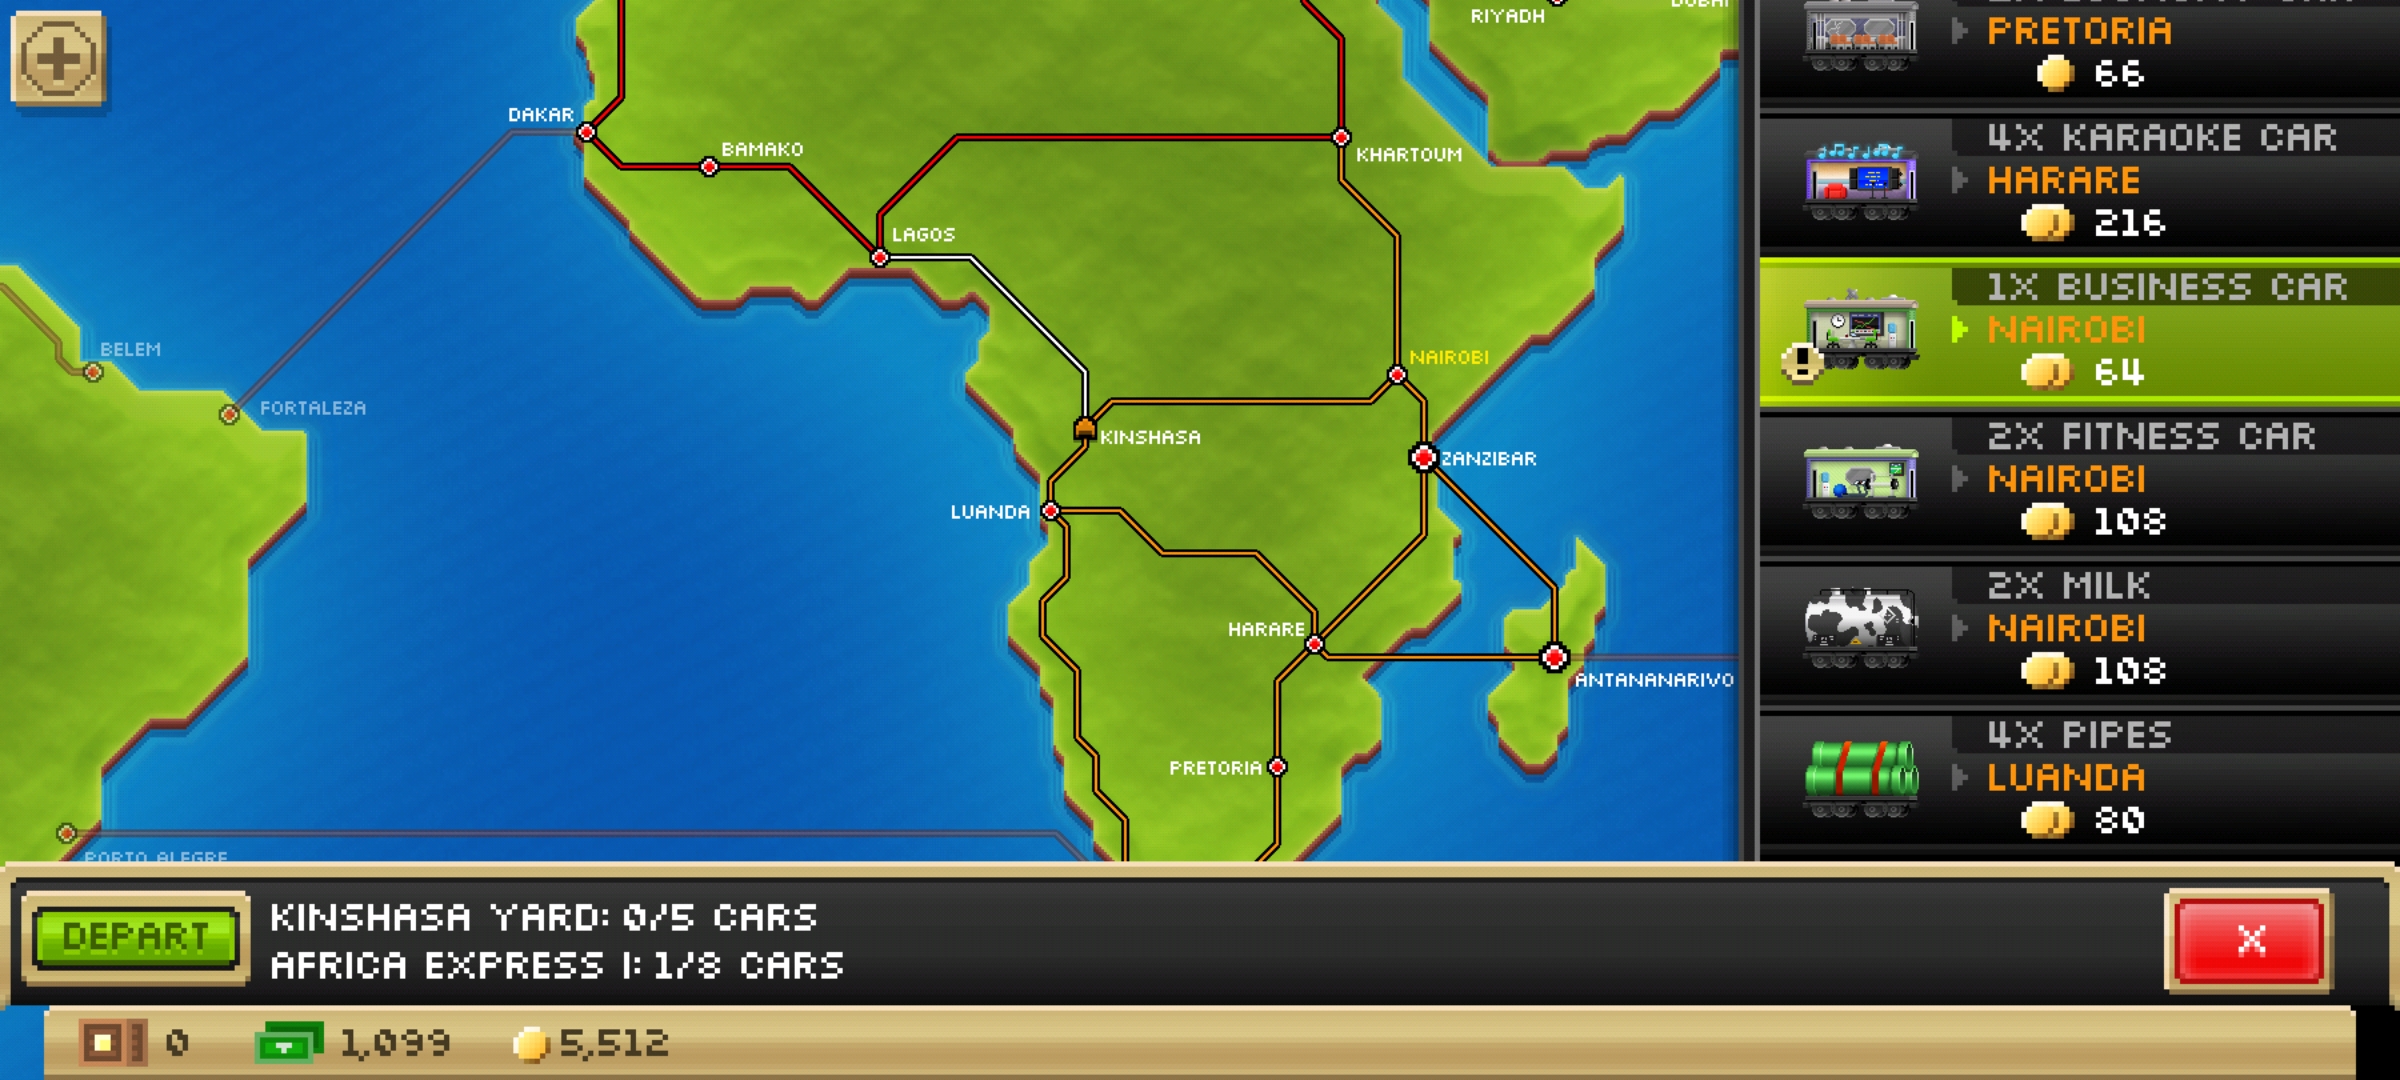 RIYADH
DAKAR
BAMAKO
KHARTOUM
LAGOS
BELEM
FORTALEZA
NAIROBI
KINSHASA
ZANZIBAR
LUANDA
HARARE
ANTANANARIVO
PRETORIA
PORTO ALEGRE
PRETORIA
66
4X KARAOKE CAR
HARARE
216
1X BUSINESS CAR
NAIROBI
64
2X FITNESS CAR
NAIROBI
108
2X MILK
NAIROBI
108
4X PIPES
LUANDA
80
DEPART
KINSHASA YARD: 0/5 CARS
AFRICA EXPRESS I: 1/8 CARS
X
0
1,099
5,512